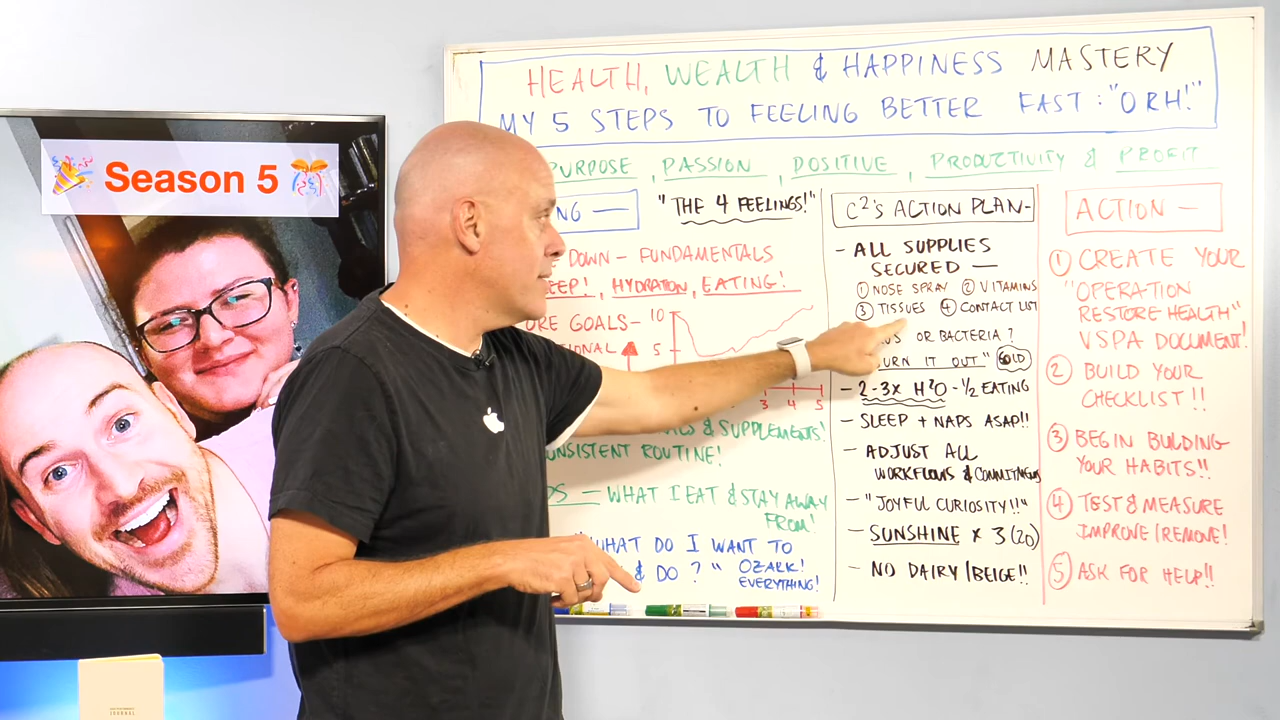 Season 5
HEALTH, WEALTH & HAPPINESS MASTERY
MY 5 STEPS TO FEELING BETTER FAST: "ORH!"
PURPOSE, PASSION, POSITIVE, PRODUCTIVITY & PROFIT
"THE 4 FEELINGS!"
DOWN - FUNDAMENTALS
HYDRATION, EATING!
GOALS-
10
5
3 4 5
& SUPPLEMENTS!
ROUTINE!
- WHAT I EAT & STAY AWAY
FROM!
"WHAT DO I WANT TO
& DO?" OZARK!
EVERYTHING!
C²'s ACTION PLAN-
- ALL SUPPLIES
SECURED -
① NOSE SPRAY ② VITAMINS
③ TISSUES ④ CONTACT LIST
OR BACTERIA?
IT OUT" GOLD
- 2-3x H²O - 1/2 EATING
- SLEEP + NAPS ASAP!!
- ADJUST ALL
WORKFLOWS & COMMITMENTS
- "JOYFUL CURIOSITY!!"
- SUNSHINE x 3 (20)
- NO DAIRY/BEIGE!!
ACTION -
① CREATE YOUR
"OPERATION
RESTORE HEALTH"
VSPA DOCUMENT!
② BUILD YOUR
CHECKLIST!!
③ BEGIN BUILDING
YOUR HABITS!!
④ TEST & MEASURE
IMPROVE/REMOVE!
⑤ ASK FOR HELP!!
JOURNAL